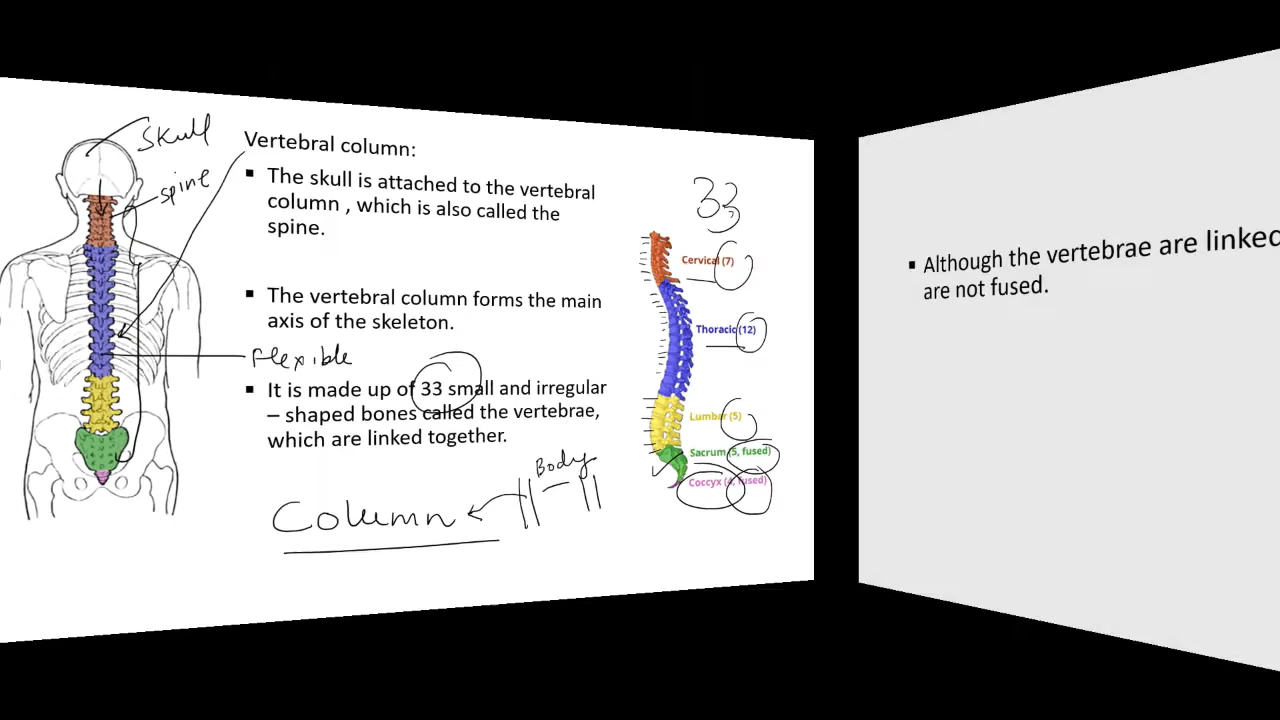 Skull
spine
Vertebral column:
▪ The skull is attached to the vertebral
column , which is also called the
spine.
▪ The vertebral column forms the main
axis of the skeleton.
Flexible
▪ It is made up of 33 small and irregular
– shaped bones called the vertebrae,
which are linked together.
Body
Column
33
Cervical (7)
Thoracic (12)
Lumbar (5)
Sacrum (5, fused)
Coccyx (4, fused)
▪ Although the vertebrae are linked
are not fused.